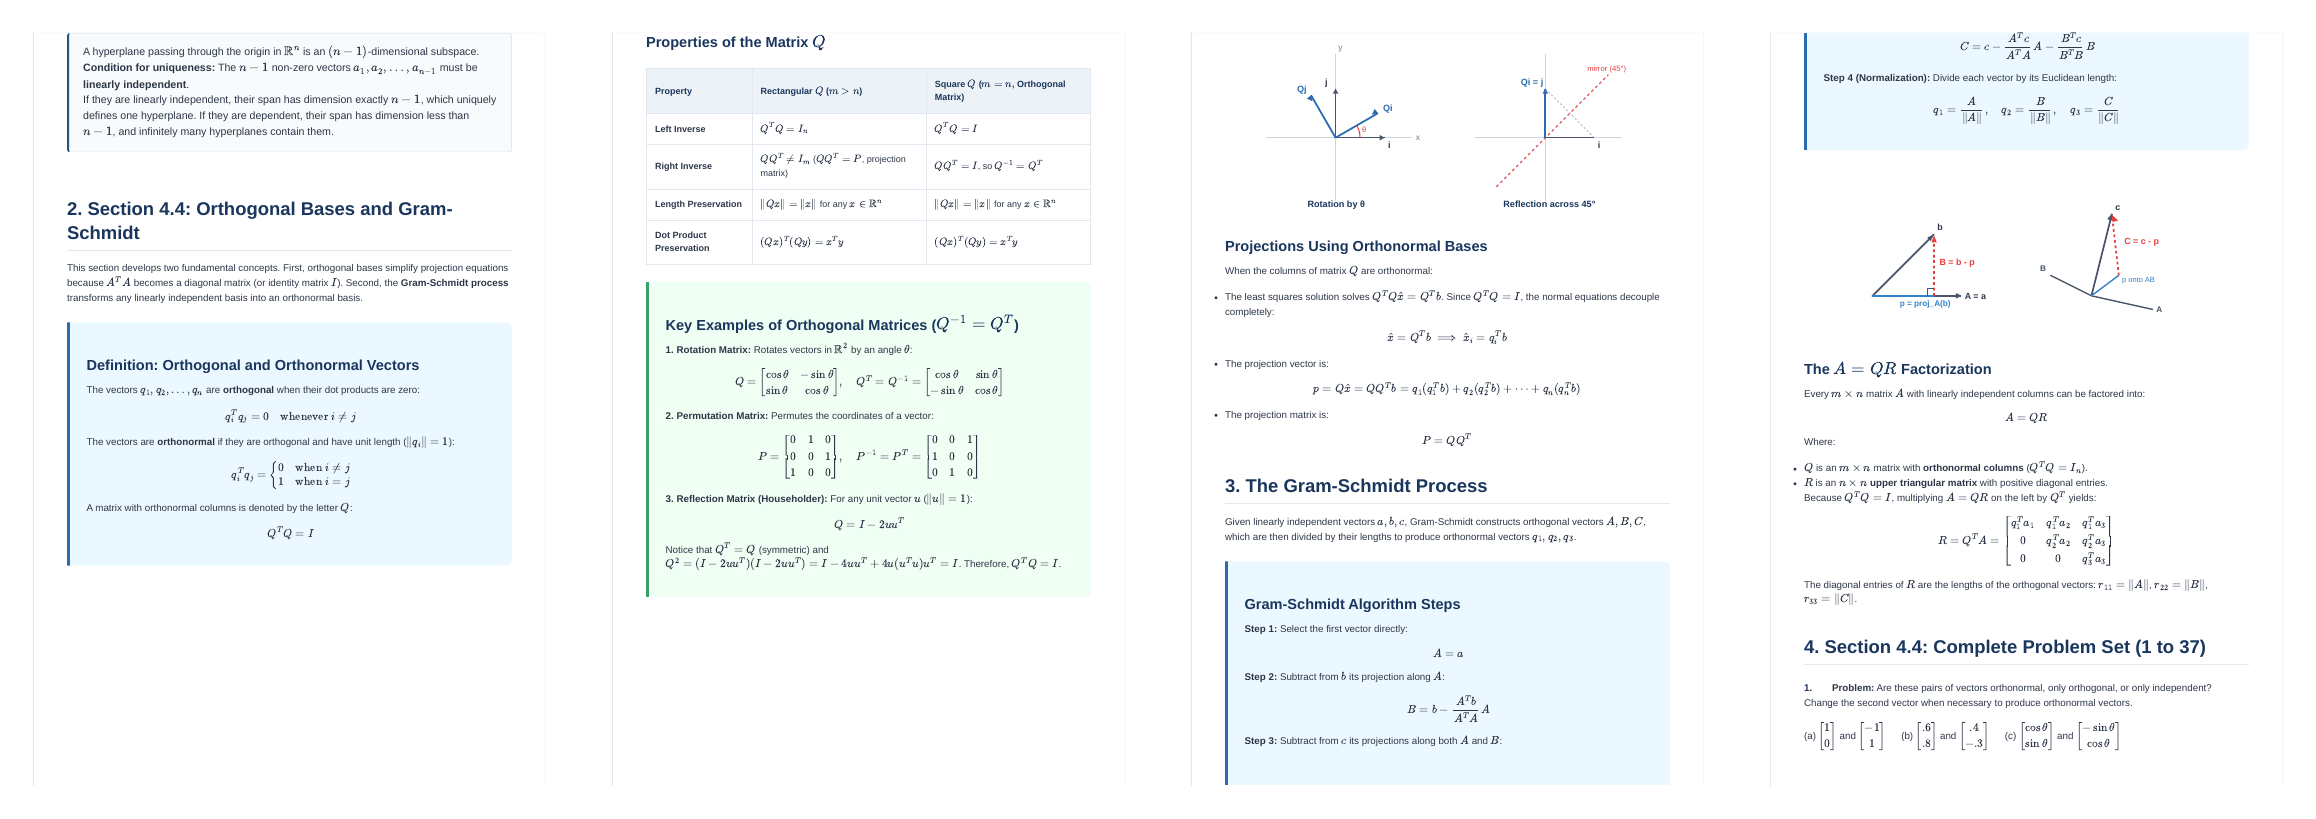 A hyperplane passing through the origin in ℝⁿ is an (n − 1)-dimensional subspace.
Condition for uniqueness: The n − 1 non-zero vectors a₁, a₂, . . . , aₙ₋₁ must be
linearly independent.
If they are linearly independent, their span has dimension exactly n − 1, which uniquely
defines one hyperplane. If they are dependent, their span has dimension less than
n − 1, and infinitely many hyperplanes contain them.
2. Section 4.4: Orthogonal Bases and Gram-
Schmidt
This section develops two fundamental concepts. First, orthogonal bases simplify projection equations
because AᵀA becomes a diagonal matrix (or identity matrix I). Second, the Gram-Schmidt process
transforms any linearly independent basis into an orthonormal basis.
Definition: Orthogonal and Orthonormal Vectors
The vectors q₁, q₂, . . . , qₙ are orthogonal when their dot products are zero:
qᵢᵀqⱼ = 0 whenever i ≠ j
The vectors are orthonormal if they are orthogonal and have unit length (‖qᵢ‖ = 1):
qᵢᵀqⱼ = { 0 when i ≠ j
1 when i = j
A matrix with orthonormal columns is denoted by the letter Q:
QᵀQ = I
Properties of the Matrix Q
Property Rectangular Q (m > n) Square Q (m = n, Orthogonal
Matrix)
Left Inverse QᵀQ = Iₙ QᵀQ = I
Right Inverse QQᵀ ≠ Iₘ (QQᵀ = P, projection
matrix) QQᵀ = I, so Q⁻¹ = Qᵀ
Length Preservation ‖Qx‖ = ‖x‖ for any x ∈ ℝⁿ ‖Qx‖ = ‖x‖ for any x ∈ ℝⁿ
Dot Product
Preservation (Qx)ᵀ(Qy) = xᵀy (Qx)ᵀ(Qy) = xᵀy
Key Examples of Orthogonal Matrices (Q⁻¹ = Qᵀ)
1. Rotation Matrix: Rotates vectors in ℝ² by an angle θ:
Q = [cos θ −sin θ; sin θ cos θ], Qᵀ = Q⁻¹ = [cos θ sin θ; −sin θ cos θ]
2. Permutation Matrix: Permutes the coordinates of a vector:
P = [0 1 0; 0 0 1; 1 0 0], P⁻¹ = Pᵀ = [0 0 1; 1 0 0; 0 1 0]
3. Reflection Matrix (Householder): For any unit vector u (‖u‖ = 1):
Q = I − 2uuᵀ
Notice that Qᵀ = Q (symmetric) and
Q² = (I − 2uuᵀ)(I − 2uuᵀ) = I − 4uuᵀ + 4u(uᵀu)uᵀ = I. Therefore, QᵀQ = I.
y
j
Qj
Qi
θ
x
i
Rotation by θ
mirror (45°)
Qi = j
i
Reflection across 45°
Projections Using Orthonormal Bases
When the columns of matrix Q are orthonormal:
• The least squares solution solves QᵀQx̂ = Qᵀb. Since QᵀQ = I, the normal equations decouple
completely:
x̂ = Qᵀb ⟹ x̂ᵢ = qᵢᵀb
• The projection vector is:
p = Qx̂ = QQᵀb = q₁(q₁ᵀb) + q₂(q₂ᵀb) + · · · + qₙ(qₙᵀb)
• The projection matrix is:
P = QQᵀ
3. The Gram-Schmidt Process
Given linearly independent vectors a, b, c, Gram-Schmidt constructs orthogonal vectors A, B, C,
which are then divided by their lengths to produce orthonormal vectors q₁, q₂, q₃.
Gram-Schmidt Algorithm Steps
Step 1: Select the first vector directly:
A = a
Step 2: Subtract from b its projection along A:
B = b − (Aᵀb / AᵀA) A
Step 3: Subtract from c its projections along both A and B:
C = c − (Aᵀc / AᵀA) A − (Bᵀc / BᵀB) B
Step 4 (Normalization): Divide each vector by its Euclidean length:
q₁ = A / ‖A‖, q₂ = B / ‖B‖, q₃ = C / ‖C‖
b
B = b - p
A = a
p = proj_A(b)
c
C = c - p
B
p onto AB
A
The A = QR Factorization
Every m × n matrix A with linearly independent columns can be factored into:
A = QR
Where:
• Q is an m × n matrix with orthonormal columns (QᵀQ = Iₙ).
• R is an n × n upper triangular matrix with positive diagonal entries.
Because QᵀQ = I, multiplying A = QR on the left by Qᵀ yields:
R = QᵀA = [q₁ᵀa₁ q₁ᵀa₂ q₁ᵀa₃; 0 q₂ᵀa₂ q₂ᵀa₃; 0 0 q₃ᵀa₃]
The diagonal entries of R are the lengths of the orthogonal vectors: r₁₁ = ‖A‖, r₂₂ = ‖B‖,
r₃₃ = ‖C‖.
4. Section 4.4: Complete Problem Set (1 to 37)
1. Problem: Are these pairs of vectors orthonormal, only orthogonal, or only independent?
Change the second vector when necessary to produce orthonormal vectors.
(a) [1; 0] and [−1; 1] (b) [.6; .8] and [.4; −.3] (c) [cos θ; sin θ] and [−sin θ; cos θ]